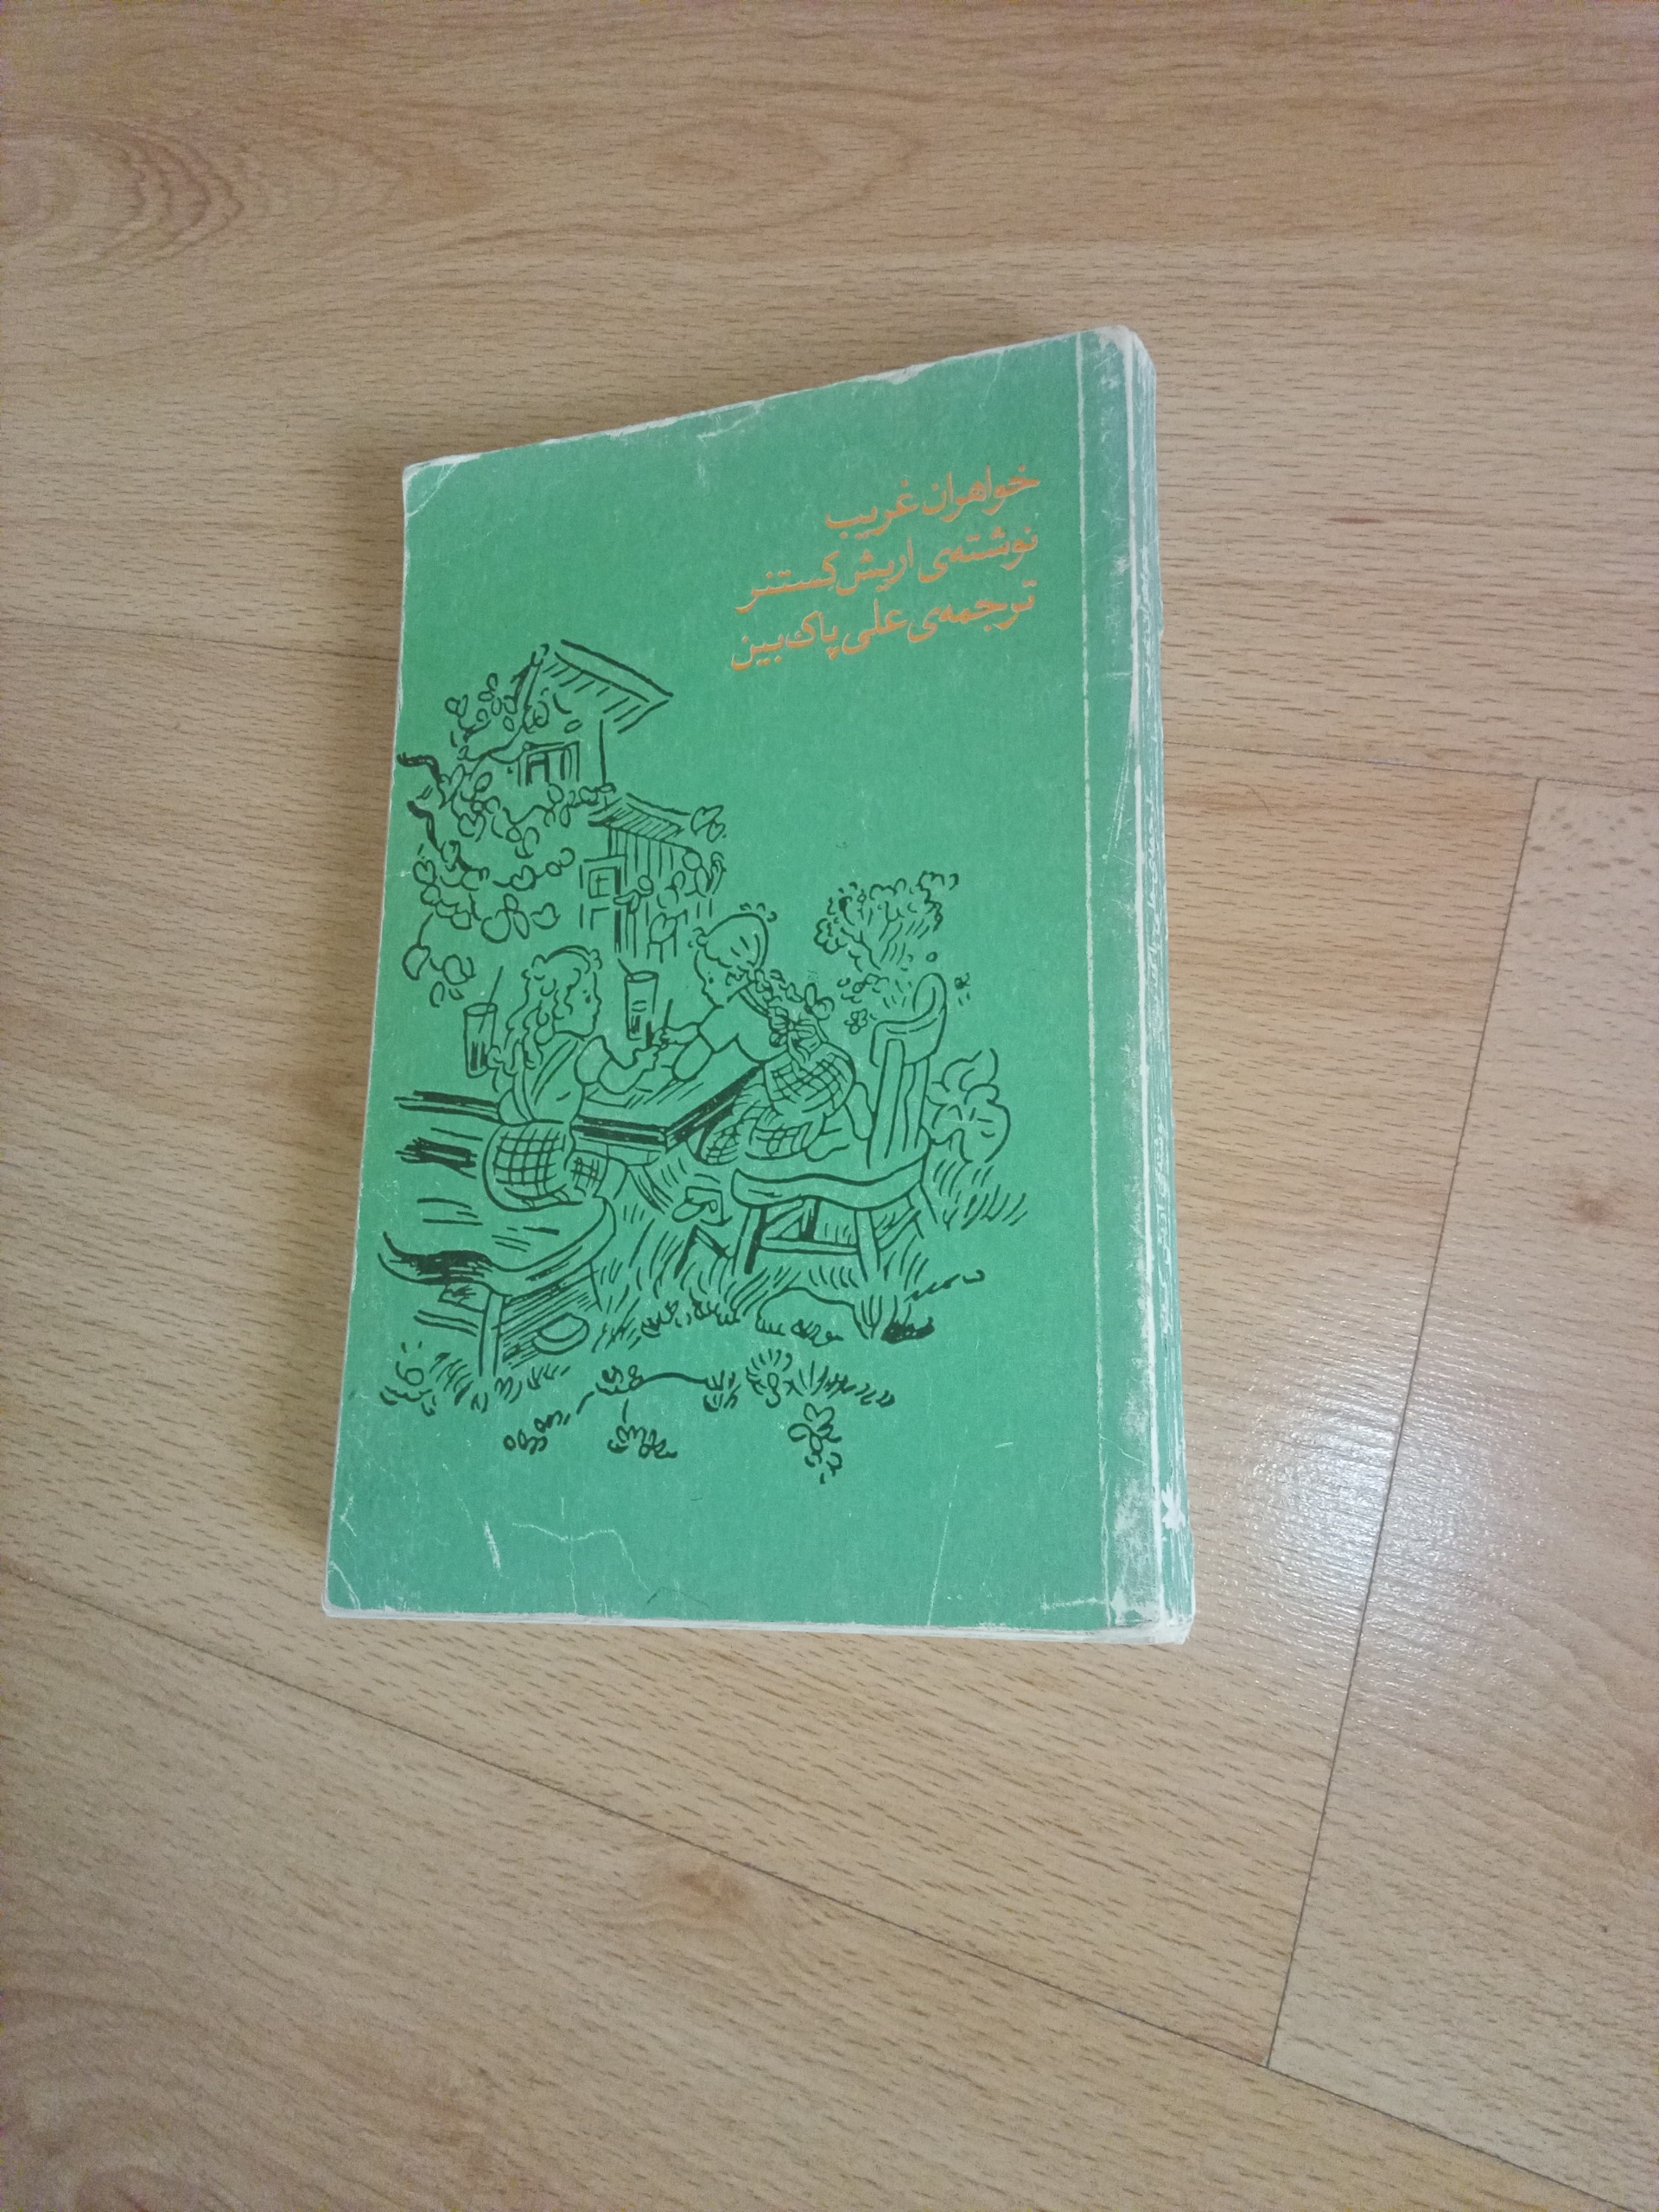 خواهران غریب
نوشته‌ی اریش کستنر
ترجمه‌ی علی پاک‌بین